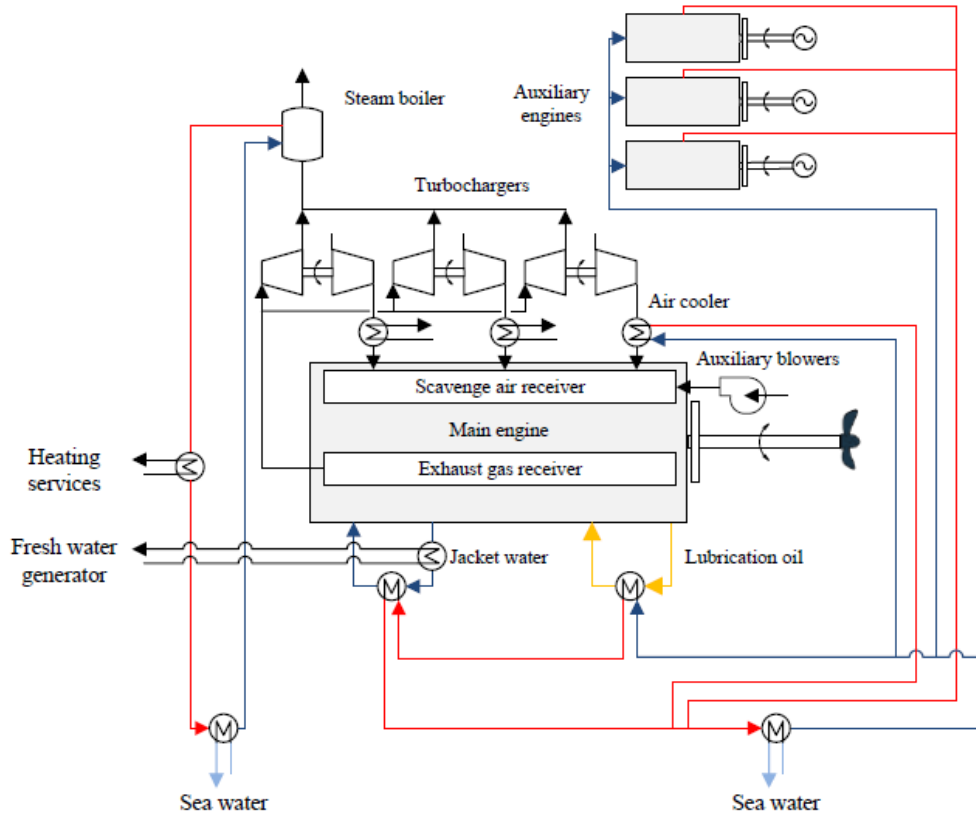 Steam boiler
Auxiliary
engines
Turbochargers
Air cooler
Auxiliary blowers
Scavenge air receiver
Main engine
Exhaust gas receiver
Heating
services
Fresh water
generator
Jacket water
Lubrication oil
Sea water
Sea water